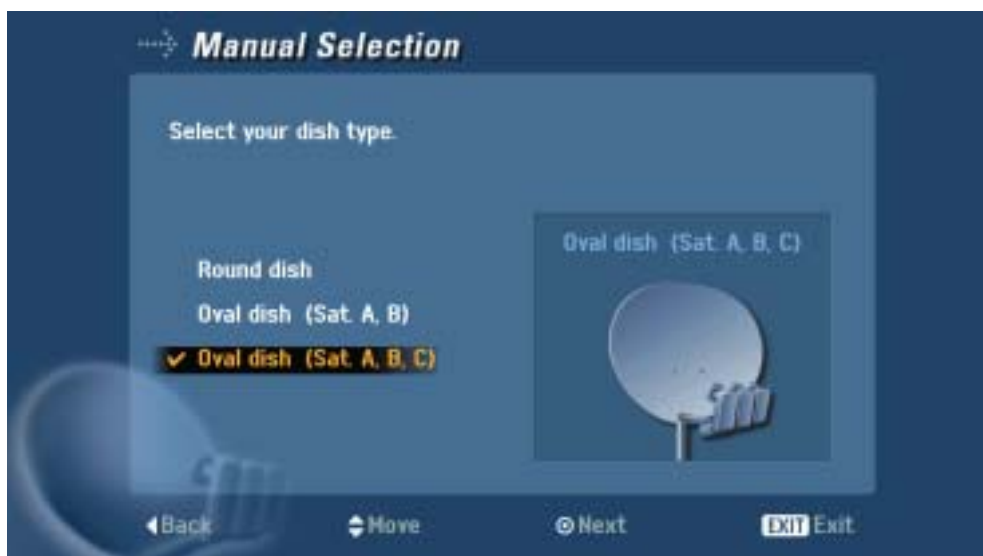 Manual Selection
Select your dish type.
Round dish
Oval dish (Sat. A, B)
Oval dish (Sat. A, B, C)
Oval dish (Sat. A, B, C)
Back Move Next EXIT Exit